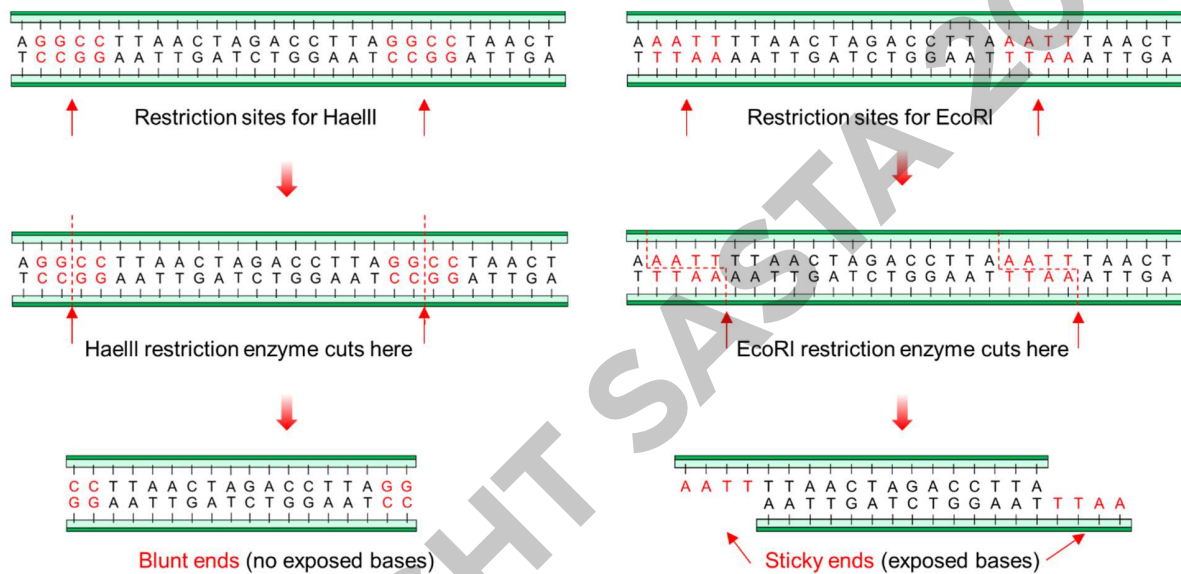 A G G C C T T A A C T A G A C C T T A G G C C T A A C T
T C C G G A A T T G A T C T G G A A T C C G G A T T G A
Restriction sites for HaeIII
A G G C C T T A A C T A G A C C T T A G G C C T A A C T
T C C G G A A T T G A T C T G G A A T C C G G A T T G A
HaeIII restriction enzyme cuts here
C C T T A A C T A G A C C T T A G G
G G A A T T G A T C T G G A A T C C
Blunt ends (no exposed bases)
A A A T T T T A A C T A G A C C T T A A A T T T A A C T
T T T A A A A T T G A T C T G G A A T T T A A A T T G A
Restriction sites for EcoRI
A A A T T T T A A C T A G A C C T T A A A T T T A A C T
T T T A A A A T T G A T C T G G A A T T T A A A T T G A
EcoRI restriction enzyme cuts here
A A T T T T A A C T A G A C C T T A
A A T T G A T C T G G A A T T T A A
Sticky ends (exposed bases)
SASTA